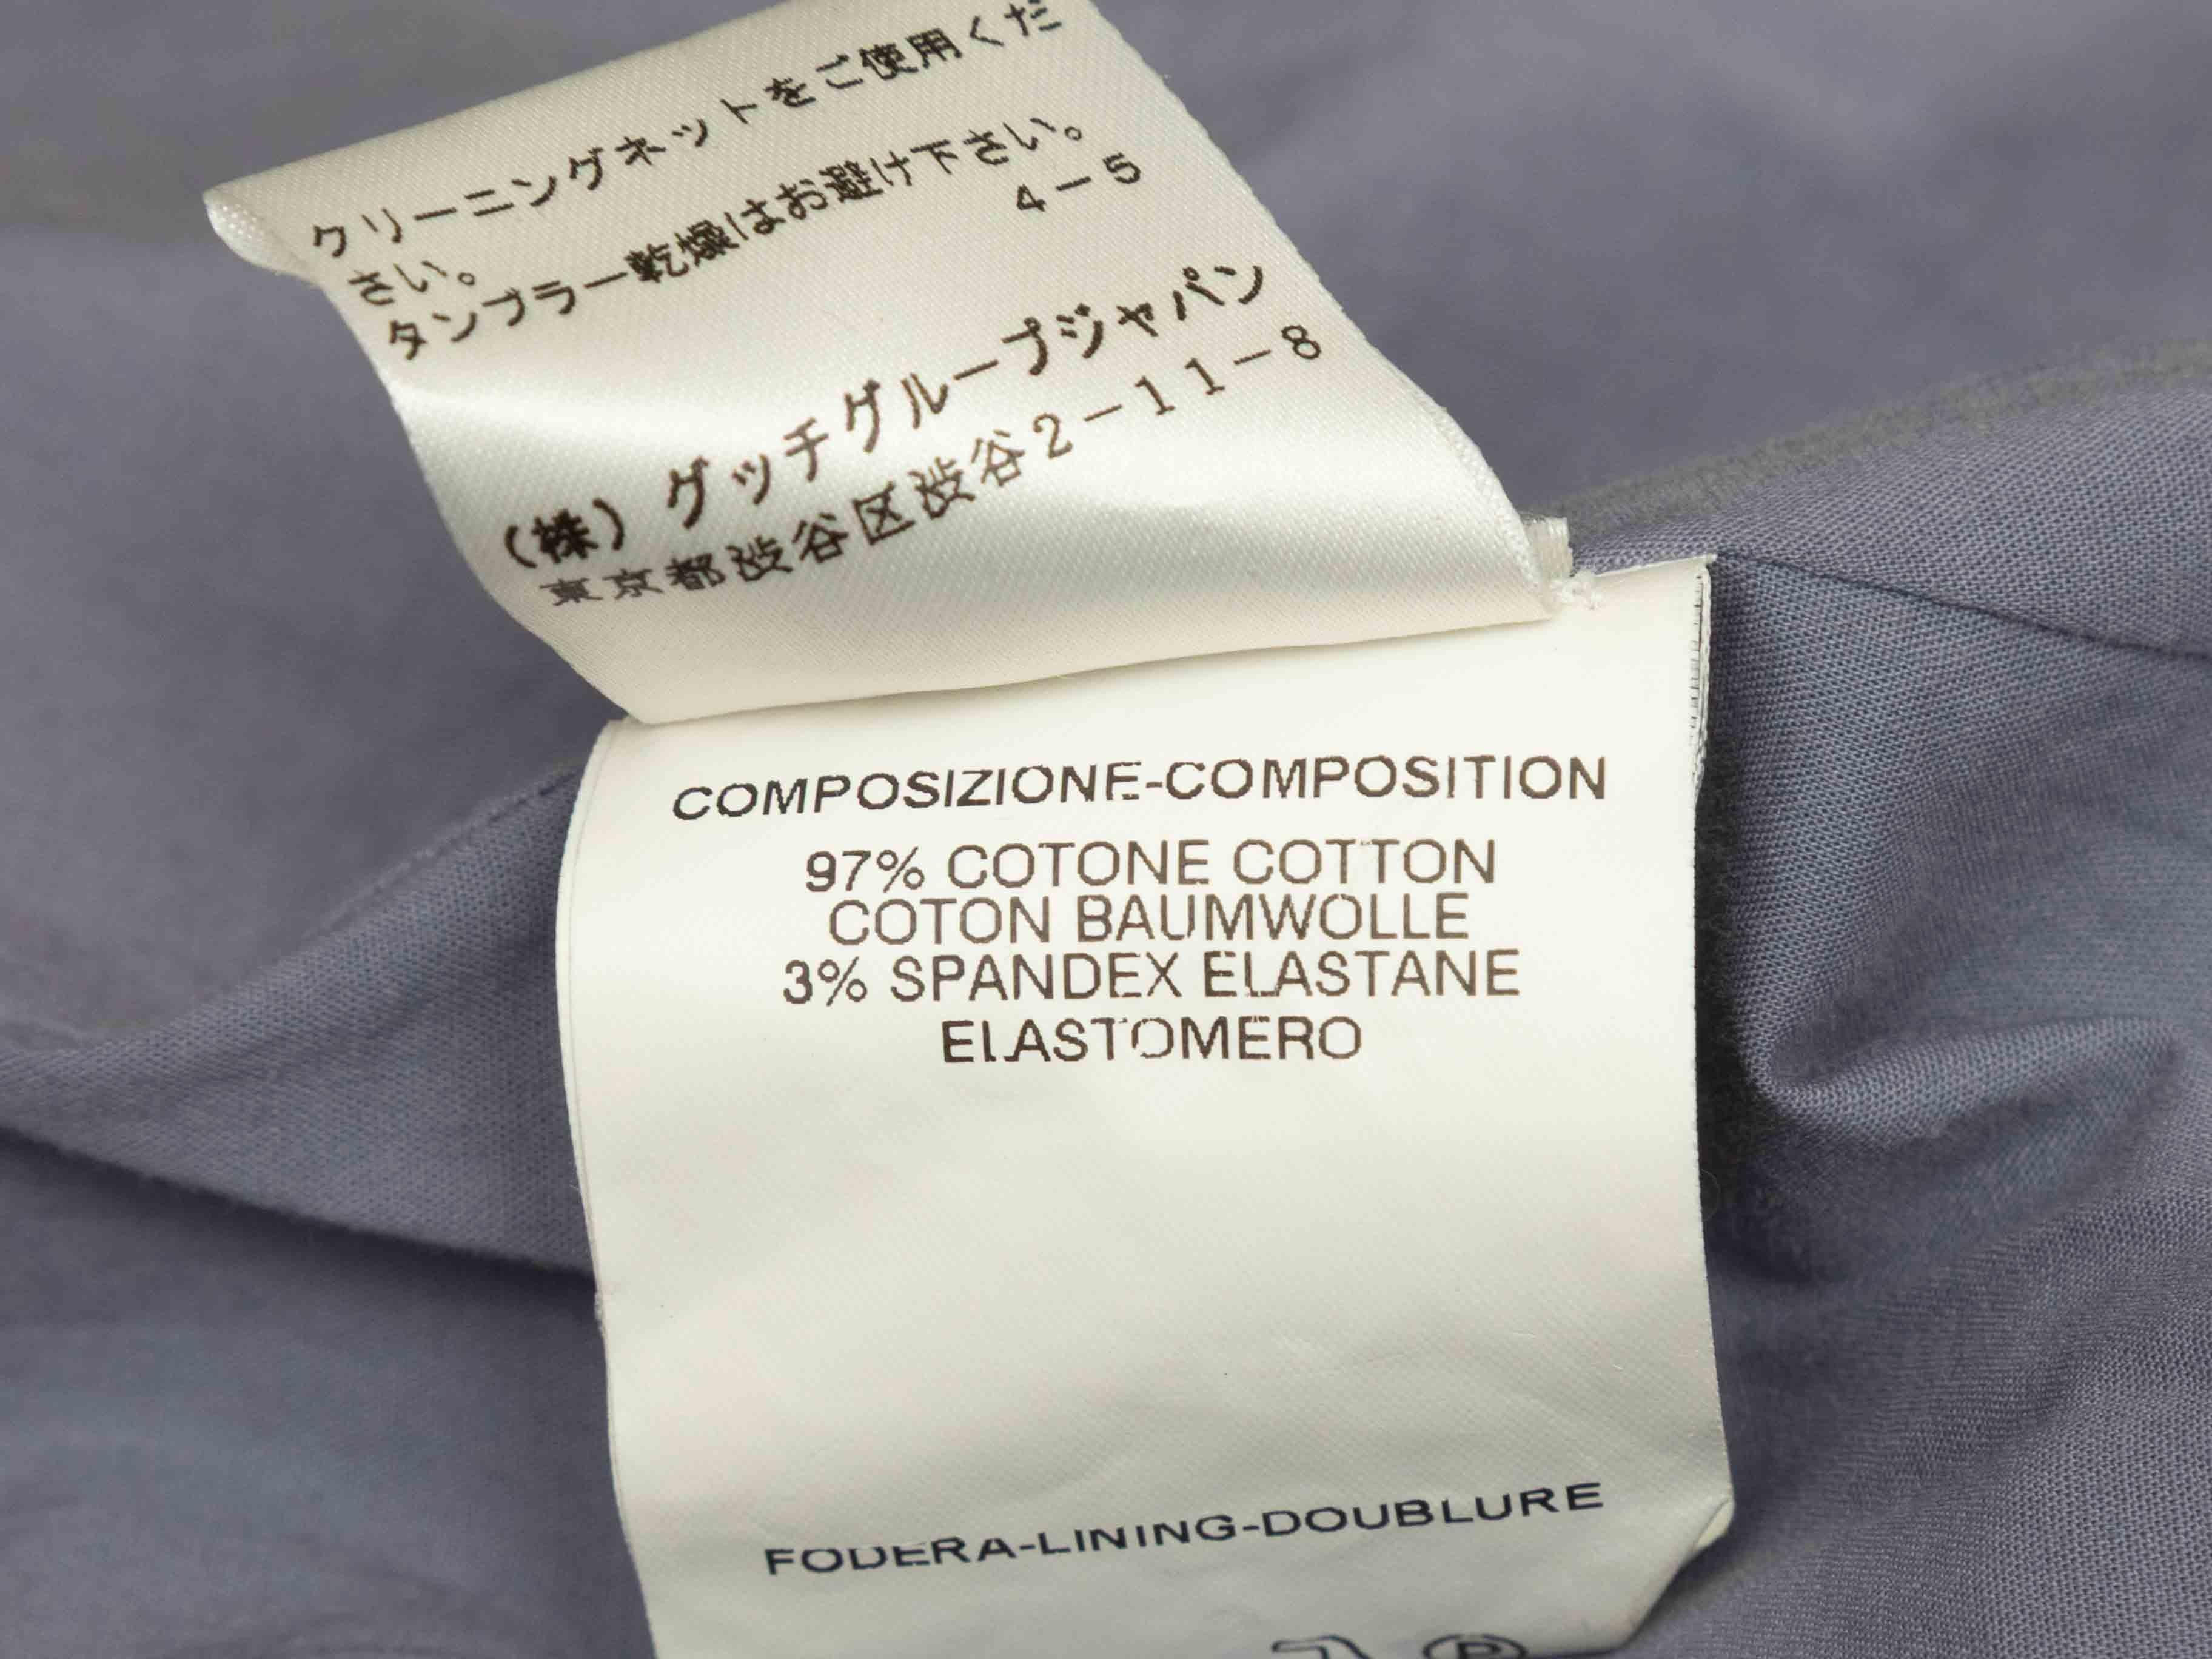 クリーニングネットをご使用くだ
さい。
タンブラー乾燥はお避け下さい。
4－5
（株）グッチグループジャパン
東京都渋谷区渋谷2－11－8
COMPOSIZIONE-COMPOSITION
97% COTONE COTTON
COTON BAUMWOLLE
3% SPANDEX ELASTANE
ELASTOMERO
FODERA-LINING-DOUBLURE
P